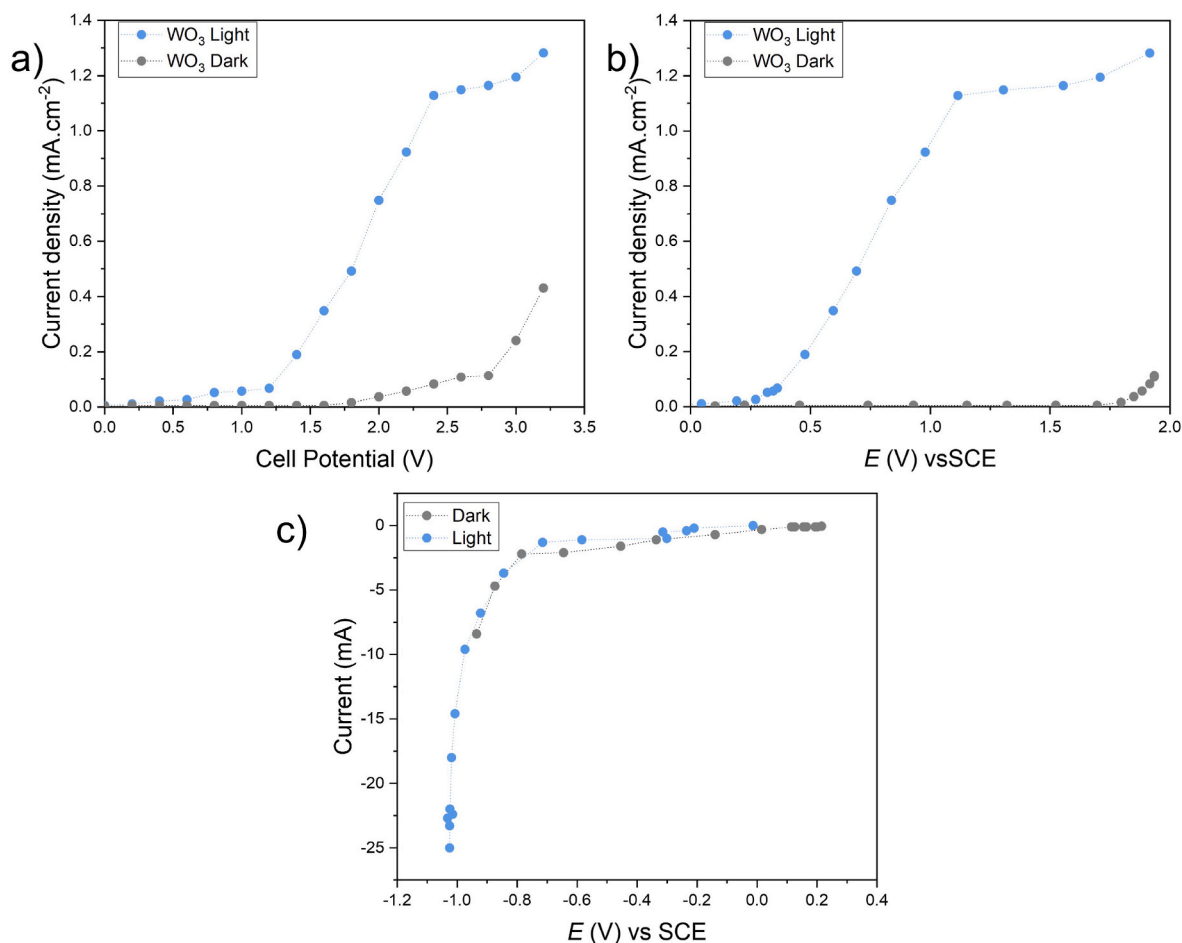 a)
WO₃ Light
WO₃ Dark
Current density (mA.cm⁻²)
1.4
1.2
1.0
0.8
0.6
0.4
0.2
0.0
0.0 0.5 1.0 1.5 2.0 2.5 3.0 3.5
Cell Potential (V)
b)
WO₃ Light
WO₃ Dark
Current density (mA.cm⁻²)
1.4
1.2
1.0
0.8
0.6
0.4
0.2
0.0
0.0 0.5 1.0 1.5 2.0
E (V) vsSCE
c)
Dark
Light
Current (mA)
0
-5
-10
-15
-20
-25
-1.2 -1.0 -0.8 -0.6 -0.4 -0.2 0.0 0.2 0.4
E (V) vs SCE